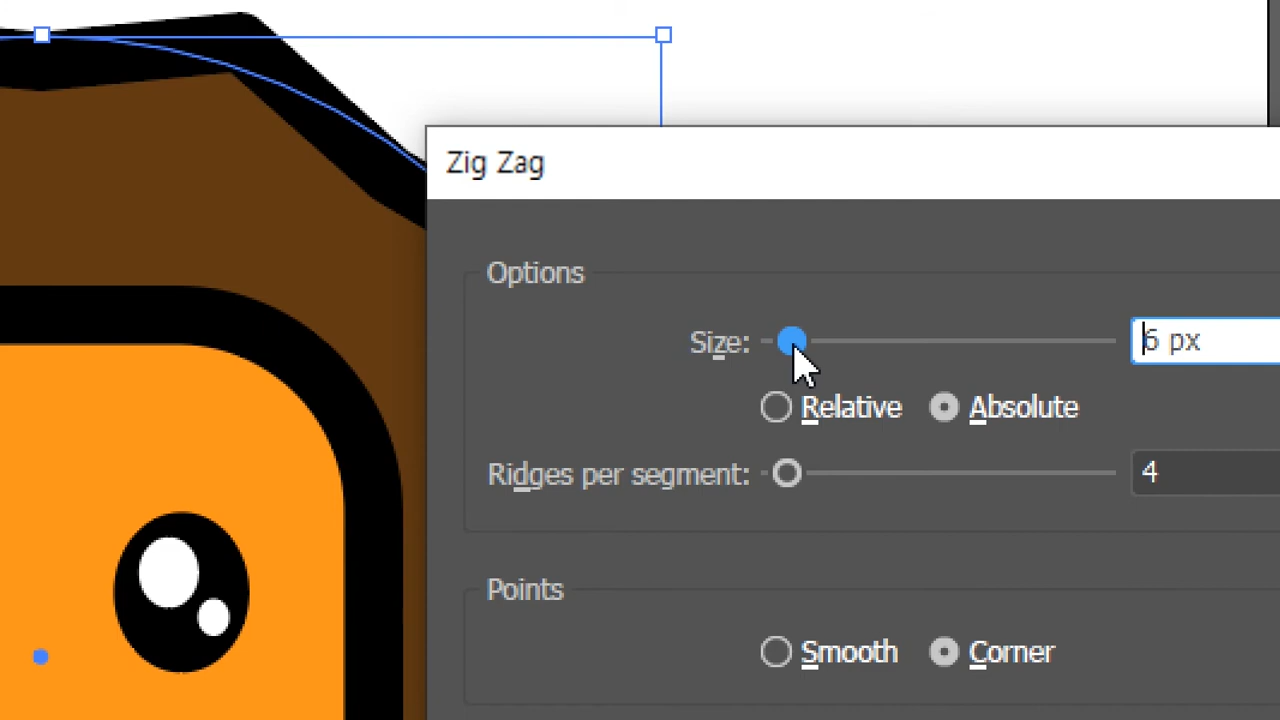 Zig Zag
Options
Size: 6 px
Relative Absolute
Ridges per segment: 4
Points
Smooth Corner